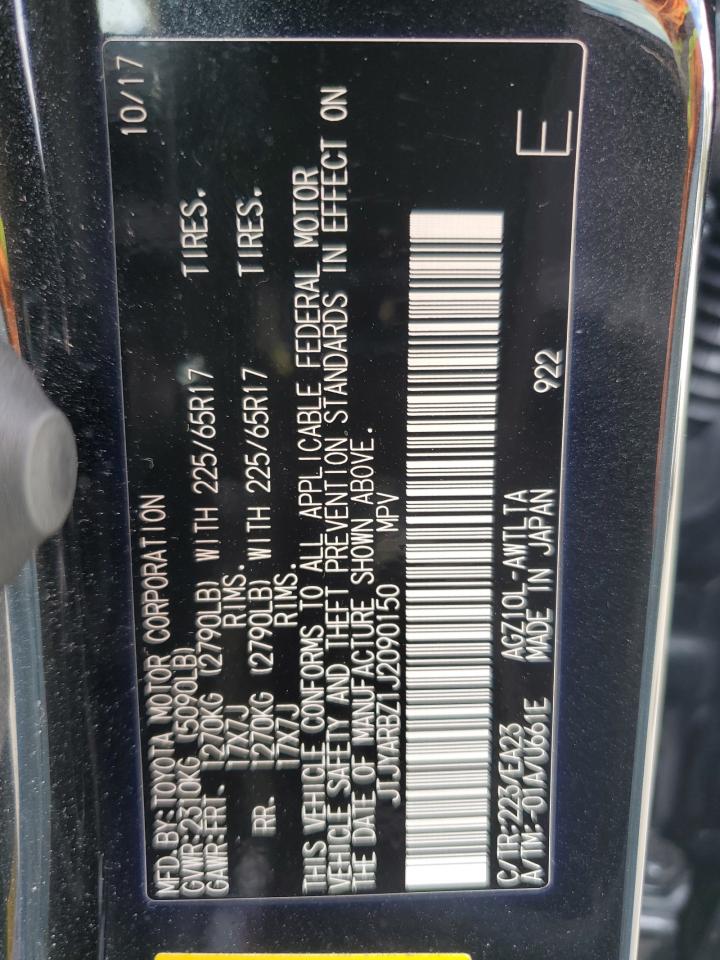 MFD.BY:TOYOTA MOTOR CORPORATION 10/17
GVWR:2310KG (5090LB)
GAWR:FRT. 1270KG (2790LB) WITH 225/65R17 TIRES.
17X7J RIMS.
RR. 1270KG (2790LB) WITH 225/65R17 TIRES.
17X7J RIMS.
THIS VEHICLE CONFORMS TO ALL APPLICABLE FEDERAL MOTOR
VEHICLE SAFETY AND THEFT PREVENTION STANDARDS IN EFFECT ON
THE DATE OF MANUFACTURE SHOWN ABOVE.
JTJYARBZ1J2090150 MPV
C/TR:223/EA23 AGZ10L-AWTLTA 922 E
A/TM:-01A/U661E MADE IN JAPAN